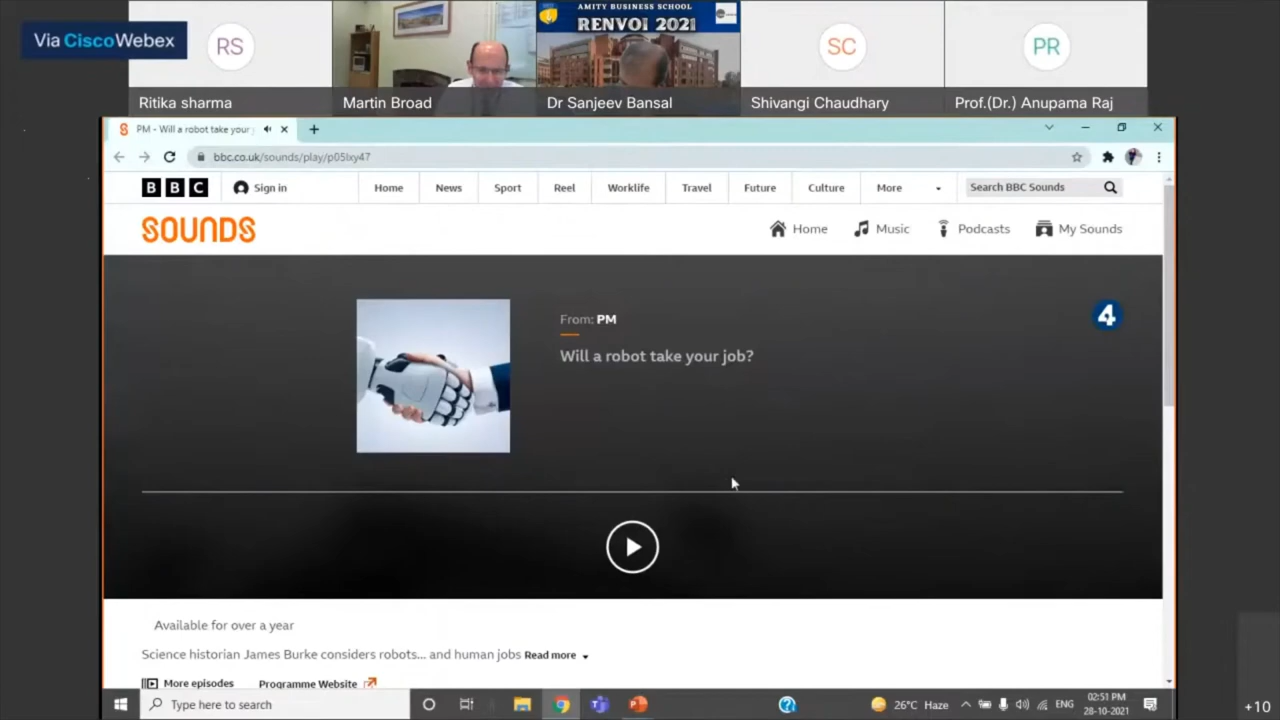 Via CiscoWebex
RS
AMITY BUSINESS SCHOOL
RENVOI 2021
SC
PR
Ritika sharma
Martin Broad
Dr Sanjeev Bansal
Shivangi Chaudhary
Prof.(Dr.) Anupama Raj
PM - Will a robot take your
bbc.co.uk/sounds/play/p05lxy47
BBC
Sign in
Home
News
Sport
Reel
Worklife
Travel
Future
Culture
More
Search BBC Sounds
SOUNDS
Home
Music
Podcasts
My Sounds
From: PM
4
Will a robot take your job?
Available for over a year
Science historian James Burke considers robots... and human jobs Read more
More episodes
Programme Website
Type here to search
26°C Haze
ENG
02:51 PM
28-10-2021
+10